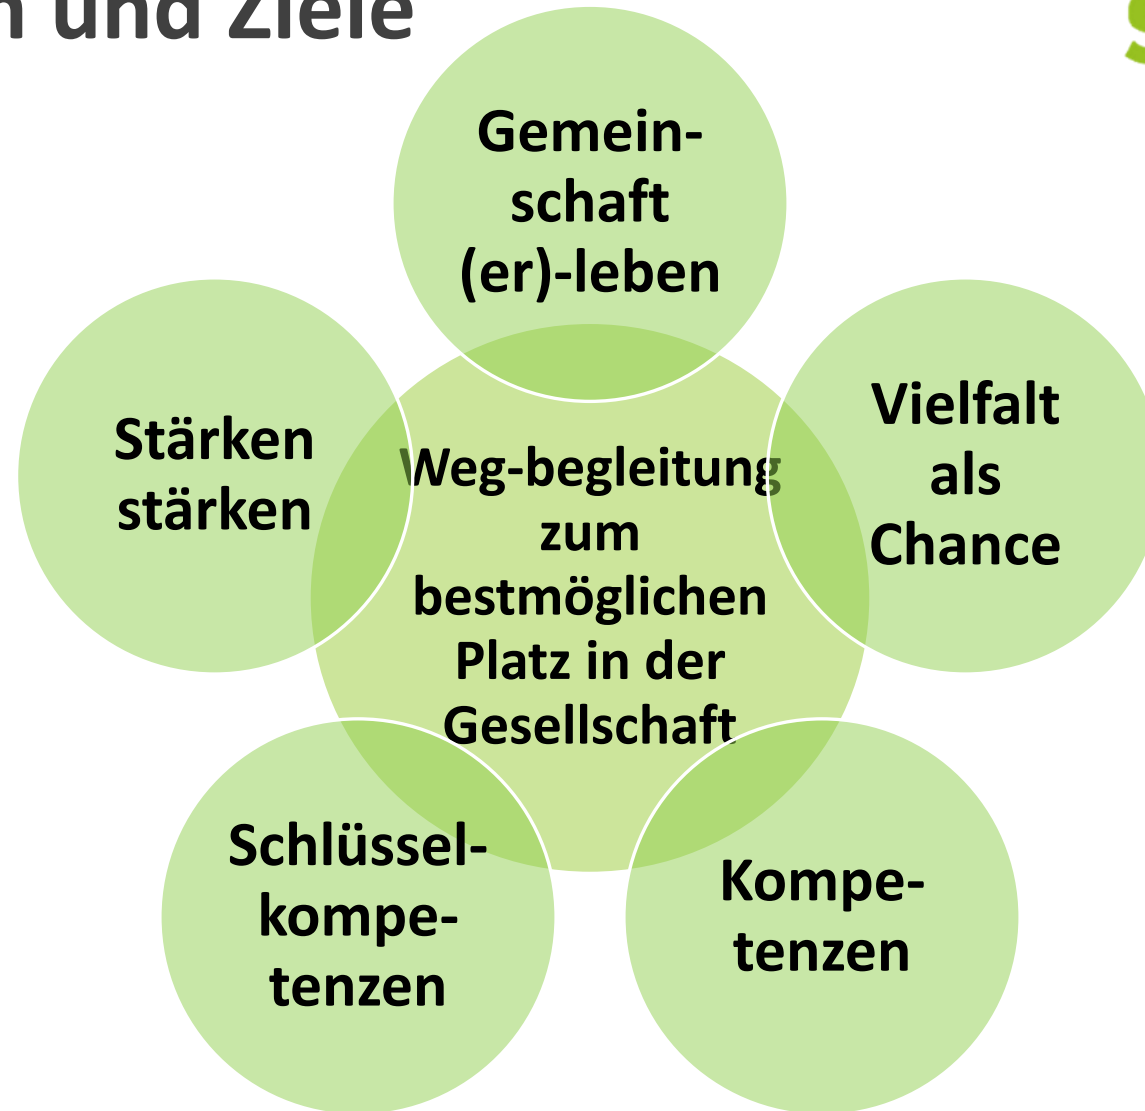 und Ziele
Gemein-
schaft
(er)-leben
Vielfalt
als
Chance
Stärken
stärken
Weg-begleitung
zum
bestmöglichen
Platz in der
Gesellschaft
Schlüssel-
kompe-
tenzen
Kompe-
tenzen